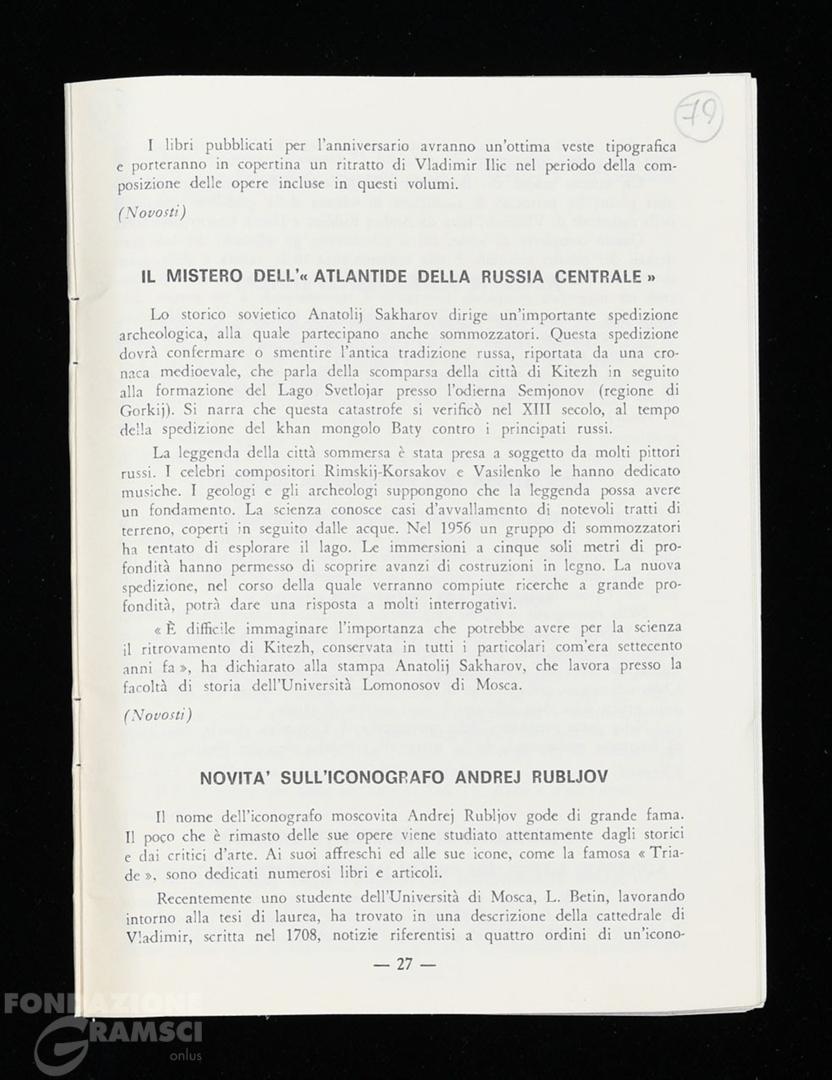 79
I libri pubblicati per l'anniversario avranno un'ottima veste tipografica
e porteranno in copertina un ritratto di Vladimir Ilic nel periodo della com-
posizione delle opere incluse in questi volumi.
(Novosti)
IL MISTERO DELL'« ATLANTIDE DELLA RUSSIA CENTRALE »
Lo storico sovietico Anatolij Sakharov dirige un'importante spedizione
archeologica, alla quale partecipano anche sommozzatori. Questa spedizione
dovrà confermare o smentire l'antica tradizione russa, riportata da una cro-
naca medioevale, che parla della scomparsa della città di Kitezh in seguito
alla formazione del Lago Svetlojar presso l'odierna Semjonov (regione di
Gorkij). Si narra che questa catastrofe si verificò nel XIII secolo, al tempo
della spedizione del khan mongolo Baty contro i principati russi.
La leggenda della città sommersa è stata presa a soggetto da molti pittori
russi. I celebri compositori Rimskij-Korsakov e Vasilenko le hanno dedicato
musiche. I geologi e gli archeologi suppongono che la leggenda possa avere
un fondamento. La scienza conosce casi d'avvallamento di notevoli tratti di
terreno, coperti in seguito dalle acque. Nel 1956 un gruppo di sommozzatori
ha tentato di esplorare il lago. Le immersioni a cinque soli metri di pro-
fondità hanno permesso di scoprire avanzi di costruzioni in legno. La nuova
spedizione, nel corso della quale verranno compiute ricerche a grande pro-
fondità, potrà dare una risposta a molti interrogativi.
« È difficile immaginare l'importanza che potrebbe avere per la scienza
il ritrovamento di Kitezh, conservata in tutti i particolari com'era settecento
anni fa », ha dichiarato alla stampa Anatolij Sakharov, che lavora presso la
facoltà di storia dell'Università Lomonosov di Mosca.
(Novosti)
NOVITA' SULL'ICONOGRAFO ANDREJ RUBLJOV
Il nome dell'iconografo moscovita Andrej Rubljov gode di grande fama.
Il poco che è rimasto delle sue opere viene studiato attentamente dagli storici
e dai critici d'arte. Ai suoi affreschi ed alle sue icone, come la famosa « Tria-
de », sono dedicati numerosi libri e articoli.
Recentemente uno studente dell'Università di Mosca, L. Betin, lavorando
intorno alla tesi di laurea, ha trovato in una descrizione della cattedrale di
Vladimir, scritta nel 1708, notizie riferentisi a quattro ordini di un'icono-
— 27 —
FONDAZIONE
GRAMSCI
onlus